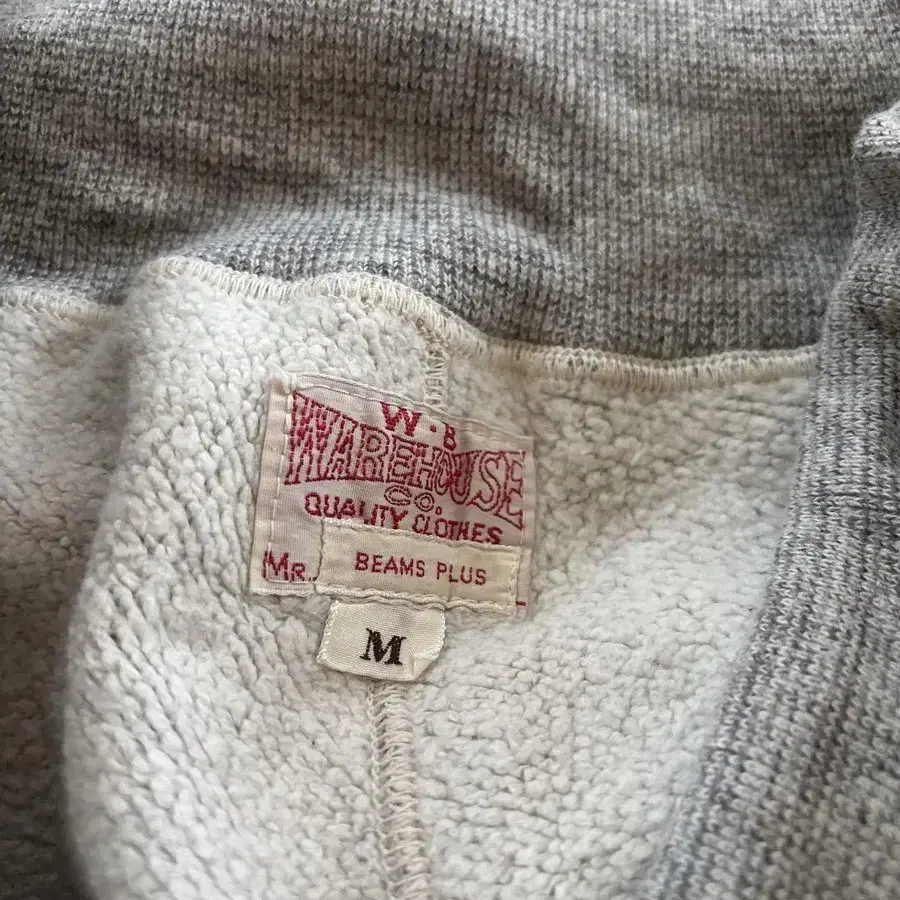 W·B
WAREHOUSE
CO.
QUALITY CLOTHES
MR.
BEAMS PLUS
M